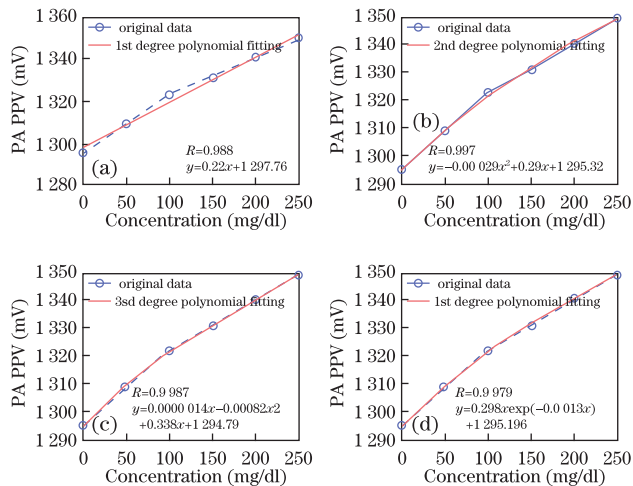 1 360
1 340
1 320
1 300
1 280
PA PPV (mV)
original data
1st degree polynomial fitting
R=0.988
y=0.22x+1 297.76
(a)
0 50 100 150 200 250
Concentration (mg/dl)
1 350
1 340
1 330
1 320
1 310
1 300
1 290
PA PPV (mV)
original data
2nd degree polynomial fitting
(b)
R=0.997
y=−0.00 029x²+0.29x+1 295.32
0 50 100 150 200 250
Concentration (mg/dl)
1 350
1 340
1 330
1 320
1 310
1 300
1 290
PA PPV (mV)
original data
3sd degree polynomial fitting
R=0.9 987
y=0.0000 014x−0.00082x2
+0.338x+1 294.79
(c)
0 50 100 150 200 250
Concentration (mg/dl)
1 350
1 340
1 330
1 320
1 310
1 300
1 290
PA PPV (mV)
original data
1st degree polynomial fitting
R=0.9 979
y=0.298xexp(−0.0 013x)
+1 295.196
(d)
0 50 100 150 200 250
Concentration (mg/dl)